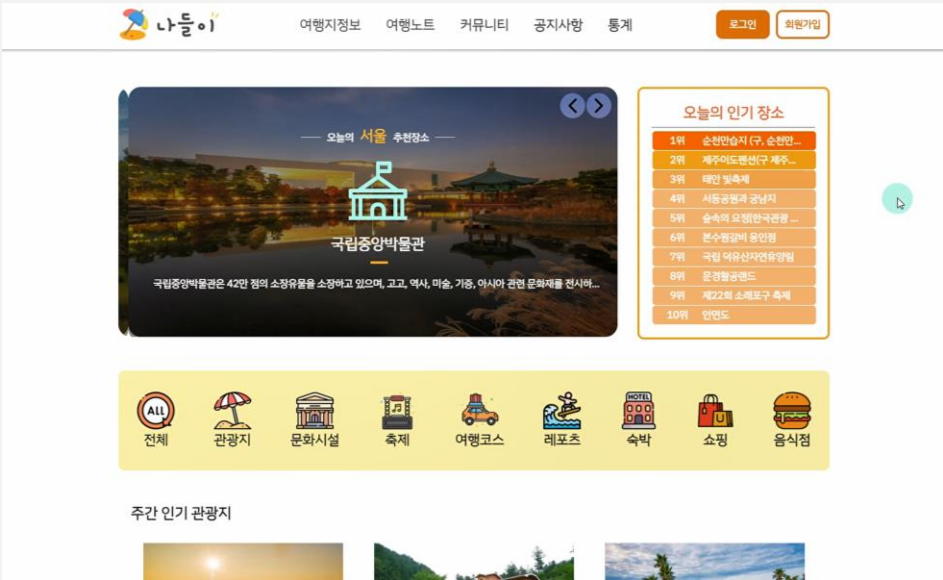 나들이
여행지정보 여행노트 커뮤니티 공지사항 통계
로그인 회원가입
오늘의 서울 추천장소
국립중앙박물관
국립중앙박물관은 42만 점의 소장유물을 소장하고 있으며, 고고, 역사, 미술, 기증, 아시아 관련 문화재를 전시하...
오늘의 인기 장소
1위 순천만습지 (구, 순천만...
2위 제주이도펜션(구 제주...
3위 태안 빛축제
4위 서동공원과 궁남지
5위 숲속의 요정[한국관광 ...
6위 본수원갈비 용인점
7위 국립 덕유산자연휴양림
8위 문경활공랜드
9위 제22회 소래포구 축제
10위 안면도
ALL
HOTEL
전체 관광지 문화시설 축제 여행코스 레포츠 숙박 쇼핑 음식점
주간 인기 관광지